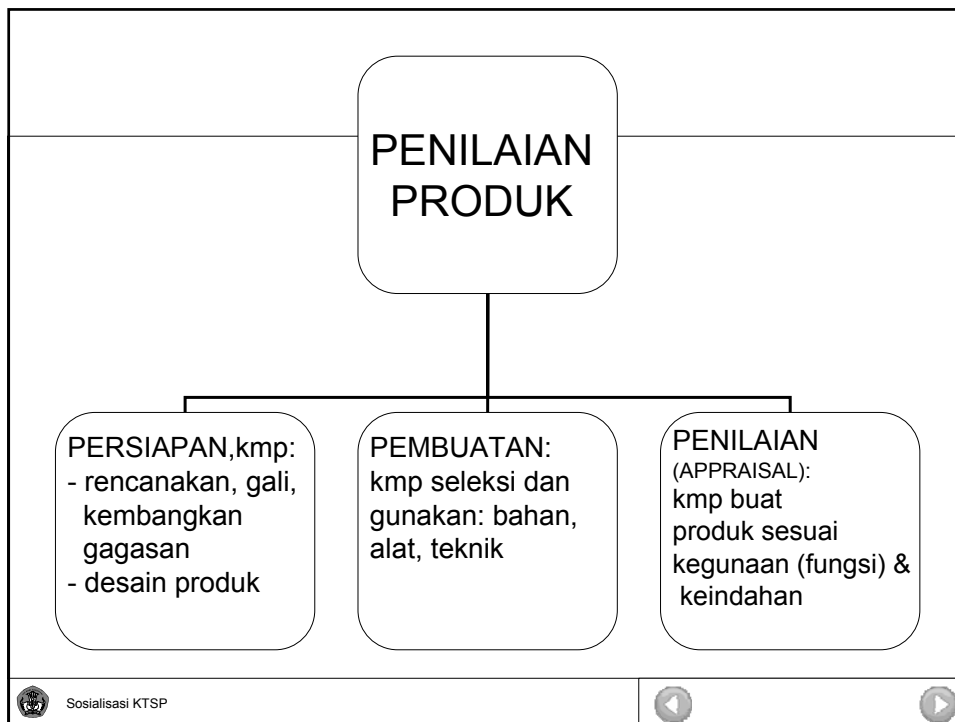 PENILAIAN
PRODUK
PERSIAPAN,kmp:
- rencanakan, gali,
kembangkan
gagasan
- desain produk
PEMBUATAN:
kmp seleksi dan
gunakan: bahan,
alat, teknik
PENILAIAN
(APPRAISAL):
kmp buat
produk sesuai
kegunaan (fungsi) &
keindahan
Sosialisasi KTSP